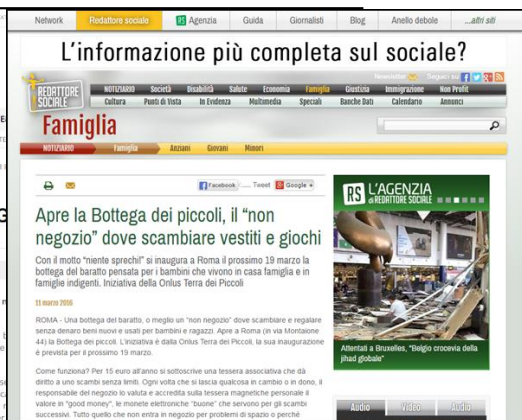 Network Redattore sociale RS Agenzia Guida Giornalisti Blog Anello debole ...altri siti
L'informazione più completa sul sociale?
Newsletter Seguici su
REDATTORE
SOCIALE
NOTIZIARIO Società Disabilità Salute Economia Famiglia Giustizia Immigrazione Non Profit
Cultura Punti di Vista In Evidenza Multimedia Speciali Banche Dati Calendario Annunci
Famiglia
NOTIZIARIO Famiglia Anziani Giovani Minori
Facebook Tweet Google +
RS L'AGENZIA
di REDATTORE SOCIALE
Apre la Bottega dei piccoli, il "non
negozio" dove scambiare vestiti e giochi
Con il motto "niente sprechi!" si inaugura a Roma il prossimo 19 marzo la
bottega del baratto pensata per i bambini che vivono in case famiglia e in
famiglie indigenti. Iniziativa della Onlus Terra dei Piccoli
11 marzo 2016
ROMA - Una bottega del baratto, o meglio un "non negozio" dove scambiare e regalare
senza denaro beni nuovi e usati per bambini e ragazzi. Apre a Roma (in via Montaione
44) la Bottega dei piccoli. L'iniziativa è dalla Onlus Terra dei Piccoli, la sua inaugurazione
è prevista per il prossimo 19 marzo.
Attentati a Bruxelles, "Belgio crocevia della
jihad globale"
Come funziona? Per 15 euro all'anno si sottoscrive una tessera associativa che dà
diritto a uno scambi senza limiti. Ogni volta che si lascia qualcosa in cambio o in dono, il
responsabile del negozio lo valuta e accredita sulla tessera magnetiche personale il
valore in "good money", le monete elettroniche "buone" che servono per gli scambi
successivi. Tutto quello che non entra in negozio per problemi di spazio o perché
Audio Video Audio